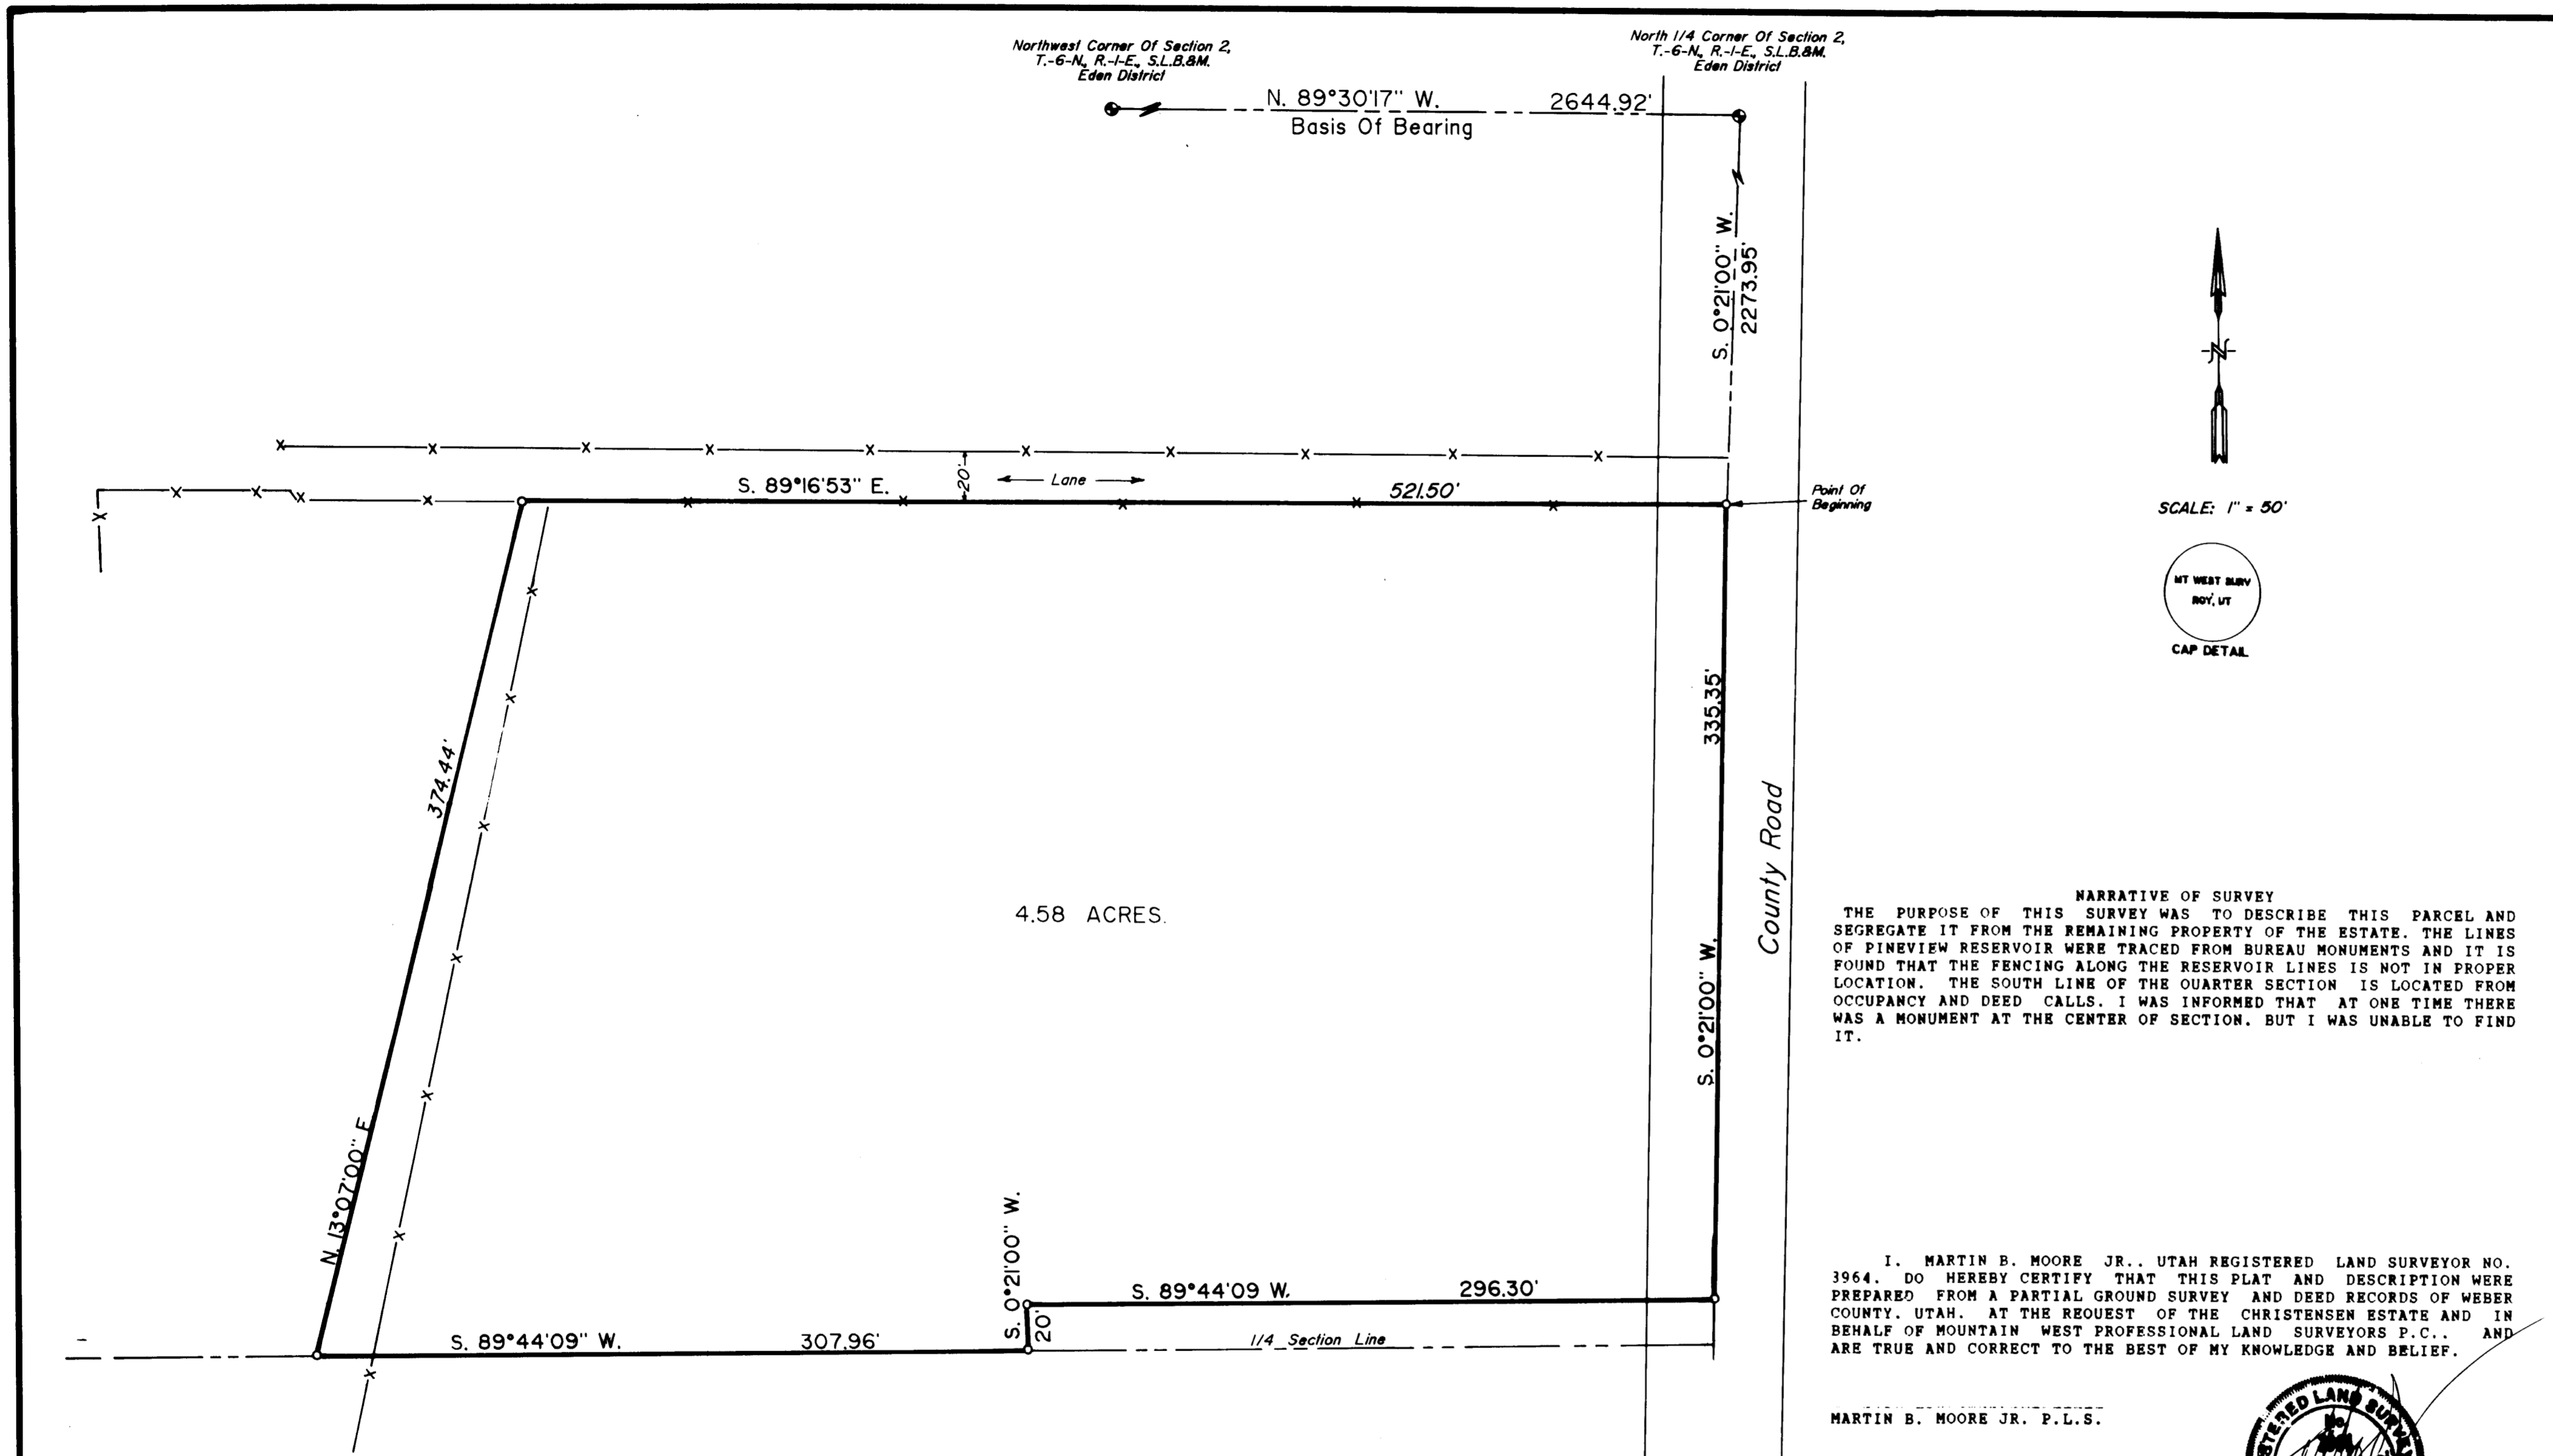 Northwest Corner Of Section 2,
T.-6-N., R.-1-E., S.L.B.&M.
Eden District
North 1/4 Corner Of Section 2,
T.-6-N., R.-1-E., S.L.B.&M.
Eden District
N. 89°30'17" W. 2644.92'
Basis Of Bearing
S. 0°21'00" W.
2273.95'
N
SCALE: 1" = 50'
MT WEST SURV
ROY, UT
CAP DETAIL
20'
Lane
S. 89°16'53" E. 521.50'
Point Of
Beginning
374.44'
N. 13°07'00" E
335.35'
S. 0°21'00" W.
County Road
4.58 ACRES.
S. 0°21'00" W.
20'
S. 89°44'09 W. 296.30'
S. 89°44'09" W. 307.96'
1/4 Section Line
NARRATIVE OF SURVEY
THE PURPOSE OF THIS SURVEY WAS TO DESCRIBE THIS PARCEL AND
SEGREGATE IT FROM THE REMAINING PROPERTY OF THE ESTATE. THE LINES
OF PINEVIEW RESERVOIR WERE TRACED FROM BUREAU MONUMENTS AND IT IS
FOUND THAT THE FENCING ALONG THE RESERVOIR LINES IS NOT IN PROPER
LOCATION. THE SOUTH LINE OF THE QUARTER SECTION IS LOCATED FROM
OCCUPANCY AND DEED CALLS. I WAS INFORMED THAT AT ONE TIME THERE
WAS A MONUMENT AT THE CENTER OF SECTION. BUT I WAS UNABLE TO FIND
IT.
I. MARTIN B. MOORE JR.. UTAH REGISTERED LAND SURVEYOR NO.
3964. DO HEREBY CERTIFY THAT THIS PLAT AND DESCRIPTION WERE
PREPARED FROM A PARTIAL GROUND SURVEY AND DEED RECORDS OF WEBER
COUNTY. UTAH. AT THE REQUEST OF THE CHRISTENSEN ESTATE AND IN
BEHALF OF MOUNTAIN WEST PROFESSIONAL LAND SURVEYORS P.C.. AND
ARE TRUE AND CORRECT TO THE BEST OF MY KNOWLEDGE AND BELIEF.
MARTIN B. MOORE JR. P.L.S.
LAND
No.